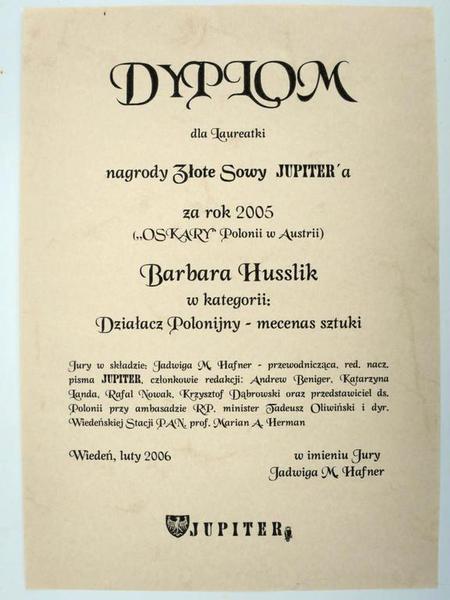 DYPLOM
dla Laureatki
nagrody Złote Sowy JUPITER´a
za rok 2005
(„OSKARY“ Polonii w Austrii)
Barbara Husslik
w kategorii:
Działacz Polonijny - mecenas sztuki
Jury w składzie: Jadwiga M. Hafner - przewodnicząca, red. nacz.
pisma JUPITER, członkowie redakcji: Andrew Beniger, Katarzyna
Landa, Rafał Nowak, Krzysztof Dąbrowski oraz przedstawiciel ds.
Polonii przy ambasadzie RP, minister Tadeusz Oliwiński i dyr.
Wiedeńskiej Stacji PAN, prof. Marian A. Herman
Wiedeń, luty 2006
w imieniu Jury
Jadwiga M. Hafner
JUPITER